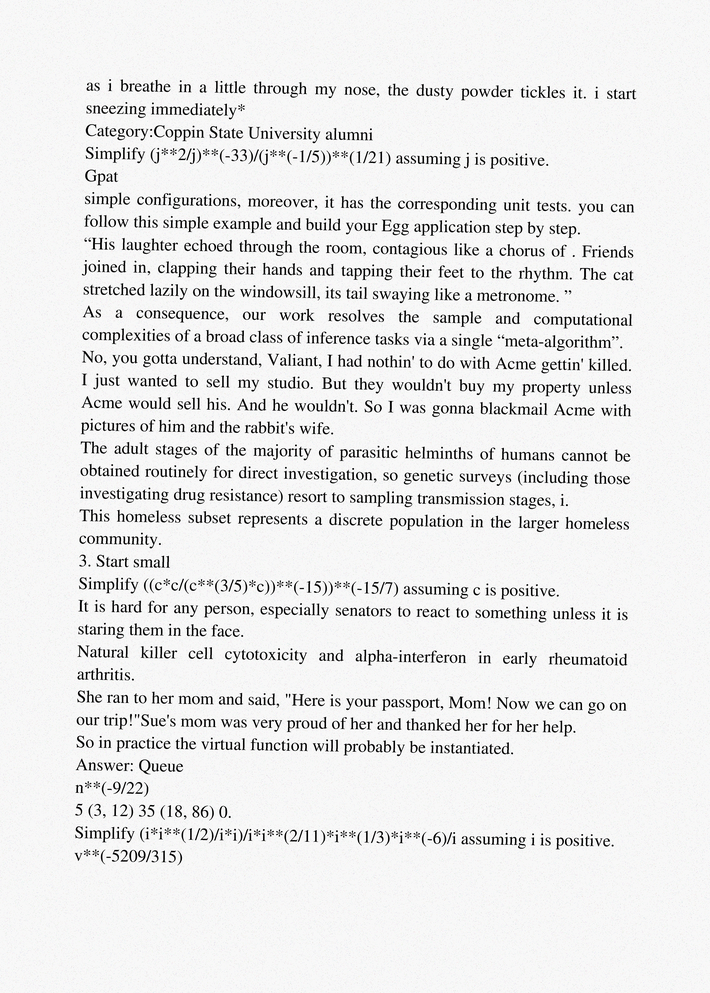 as i breathe in a little through my nose, the dusty powder tickles it. i start
sneezing immediately*
Category:Coppin State University alumni
Simplify (j**2/j)**(-33)/(j**(-1/5))**(1/21) assuming j is positive.
Gpat
simple configurations, moreover, it has the corresponding unit tests. you can
follow this simple example and build your Egg application step by step.
“His laughter echoed through the room, contagious like a chorus of . Friends
joined in, clapping their hands and tapping their feet to the rhythm. The cat
stretched lazily on the windowsill, its tail swaying like a metronome. ”
As a consequence, our work resolves the sample and computational
complexities of a broad class of inference tasks via a single “meta-algorithm”.
No, you gotta understand, Valiant, I had nothin' to do with Acme gettin' killed.
I just wanted to sell my studio. But they wouldn't buy my property unless
Acme would sell his. And he wouldn't. So I was gonna blackmail Acme with
pictures of him and the rabbit's wife.
The adult stages of the majority of parasitic helminths of humans cannot be
obtained routinely for direct investigation, so genetic surveys (including those
investigating drug resistance) resort to sampling transmission stages, i.
This homeless subset represents a discrete population in the larger homeless
community.
3. Start small
Simplify ((c*c/(c**(3/5)*c))**(-15))**(-15/7) assuming c is positive.
It is hard for any person, especially senators to react to something unless it is
staring them in the face.
Natural killer cell cytotoxicity and alpha-interferon in early rheumatoid
arthritis.
She ran to her mom and said, "Here is your passport, Mom! Now we can go on
our trip!"Sue's mom was very proud of her and thanked her for her help.
So in practice the virtual function will probably be instantiated.
Answer: Queue
n**(-9/22)
5 (3, 12) 35 (18, 86) 0.
Simplify (i*i**(1/2)/i*i)/i*i**(2/11)*i**(1/3)*i**(-6)/i assuming i is positive.
v**(-5209/315)